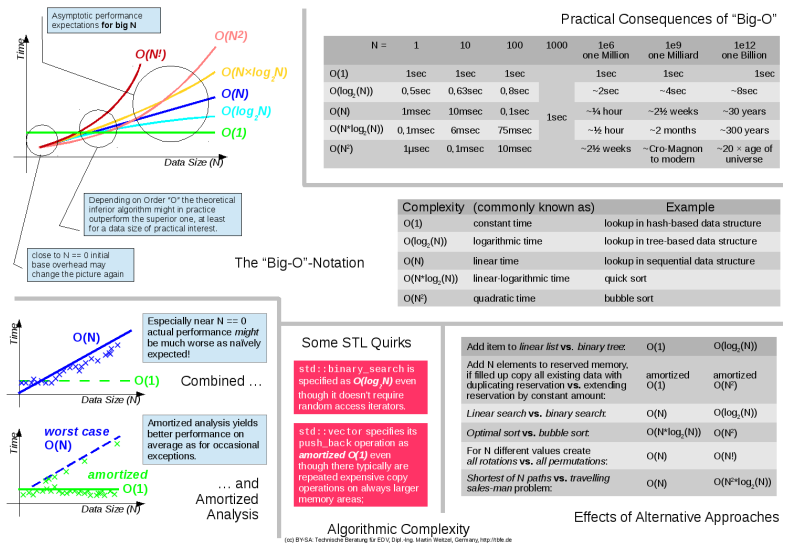 Asymptotic performance
expectations for big N
Time
O(N!)
O(N²)
O(N×log₂N)
O(N)
O(log₂N)
O(1)
Data Size (N)
Depending on Order "O" the theoretical
inferior algorithm might in practice
outperform the superior one, at least
for a data size of practical interest.
close to N == 0 initial
base overhead may
change the picture again
The “Big-O”-Notation
Practical Consequences of “Big-O”
N = 1 10 100 1000 1e6 1e9 1e12
one Million one Milliard one Billion
O(1) 1sec 1sec 1sec 1sec 1sec 1sec
O(log₂(N)) 0,5sec 0,63sec 0,8sec ~2sec ~4sec ~8sec
O(N) 1msec 10msec 0,1sec 1sec ~¼ hour ~2½ weeks ~30 years
O(N*log₂(N)) 0,1msec 6msec 75msec ~½ hour ~2 months ~300 years
O(N²) 1µsec 0,1msec 10msec ~2½ weeks ~Cro-Magnon ~20 × age of
to modern universe
Complexity (commonly known as) Example
O(1) constant time lookup in hash-based data structure
O(log₂(N)) logarithmic time lookup in tree-based data structure
O(N) linear time lookup in sequential data structure
O(N*log₂(N)) linear-logarithmic time quick sort
O(N²) quadratic time bubble sort
Time
O(N)
O(1)
Data Size (N)
Especially near N == 0
actual performance might
be much worse as naïvely
expected!
Combined …
Time
worst case
O(N)
amortized
O(1)
Data Size (N)
Amortized analysis yields
better performance on
average as for occasional
exceptions.
… and
Amortized
Analysis
Some STL Quirks
std::binary_search is
specified as O(log₂N) even
though it doesn't require
random access iterators.
std::vector specifies its
push_back operation as
amortized O(1) even
though there typically are
repeated expensive copy
operations on always larger
memory areas;
Algorithmic Complexity
Add item to linear list vs. binary tree: O(1) O(log₂(N))
Add N elements to reserved memory,
if filled up copy all existing data with
duplicating reservation vs. extending
reservation by constant amount:
amortized
O(1)
amortized
O(N²)
Linear search vs. binary search: O(N) O(log₂(N))
Optimal sort vs. bubble sort: O(N*log₂(N)) O(N²)
For N different values create
all rotations vs. all permutations: O(N) O(N!)
Shortest of N paths vs. travelling
sales-man problem: O(N) O(N²*log₂(N))
Effects of Alternative Approaches
(cc) BY-SA: Technische Beratung für EDV, Dipl.-Ing. Martin Weitzel, Germany, http://tbfe.de